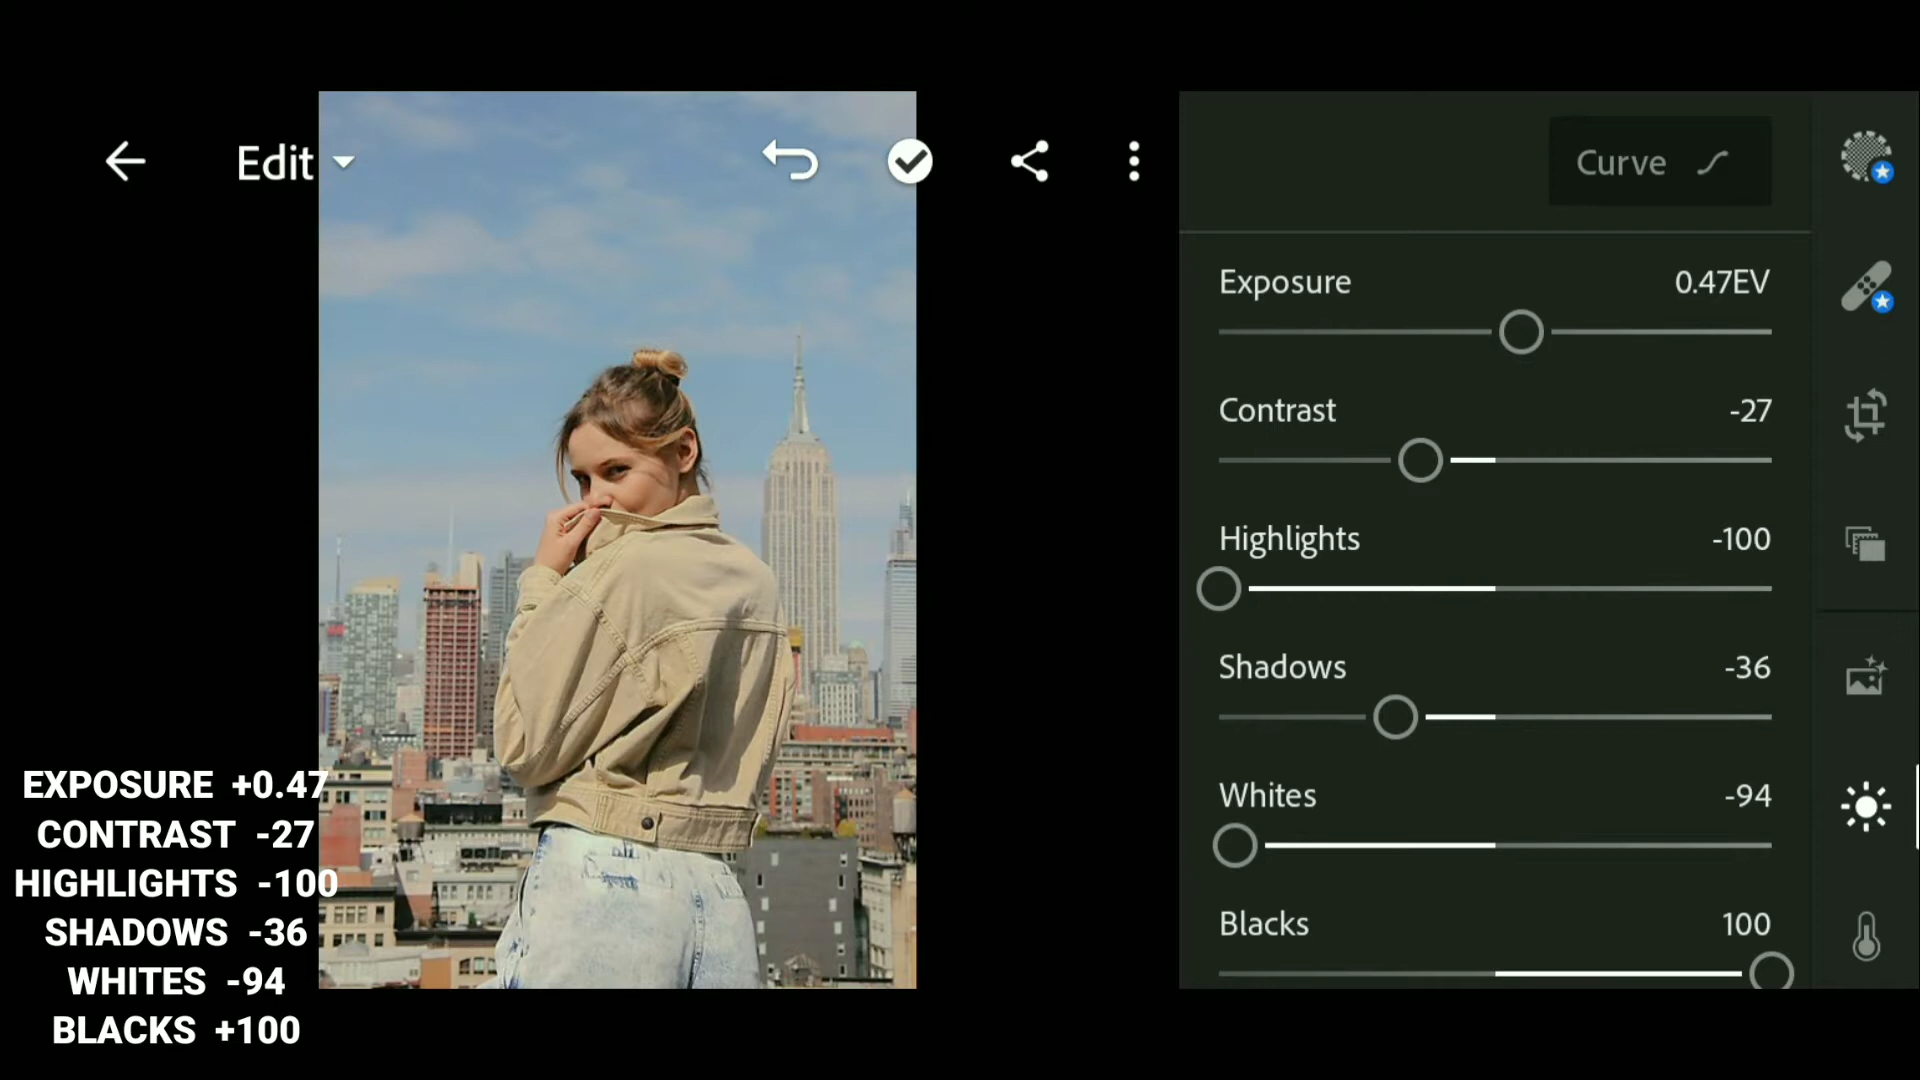 Edit
Curve
Exposure 0.47EV
Contrast -27
Highlights -100
Shadows -36
Whites -94
Blacks 100
EXPOSURE +0.47
CONTRAST -27
HIGHLIGHTS -100
SHADOWS -36
WHITES -94
BLACKS +100